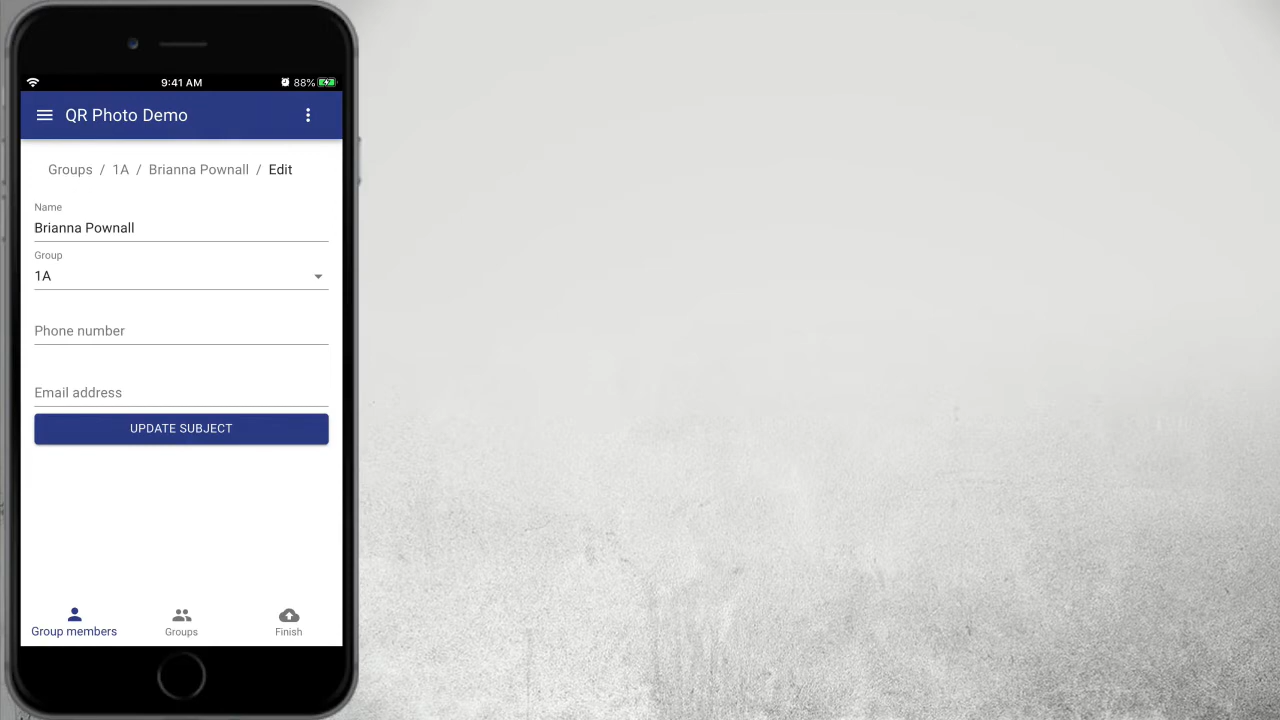 9:41 AM 88%
QR Photo Demo
Groups / 1A / Brianna Pownall / Edit
Name
Brianna Pownall
Group
1A
Phone number
Email address
UPDATE SUBJECT
Group members Groups Finish